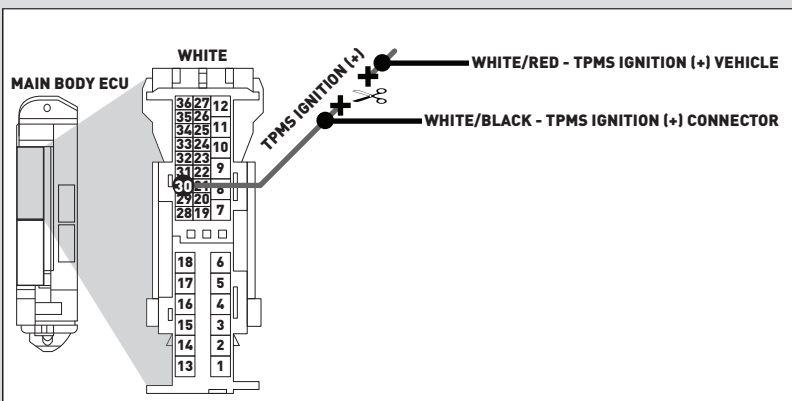 WHITE
MAIN BODY ECU
TPMS IGNITION (+)
WHITE/RED - TPMS IGNITION (+) VEHICLE
WHITE/BLACK - TPMS IGNITION (+) CONNECTOR
36 27 12
35 26
34 25 11
33 24 10
32 23
31 22 9
30 21 8
29 20
28 19 7
18 6
17 5
16 4
15 3
14 2
13 1